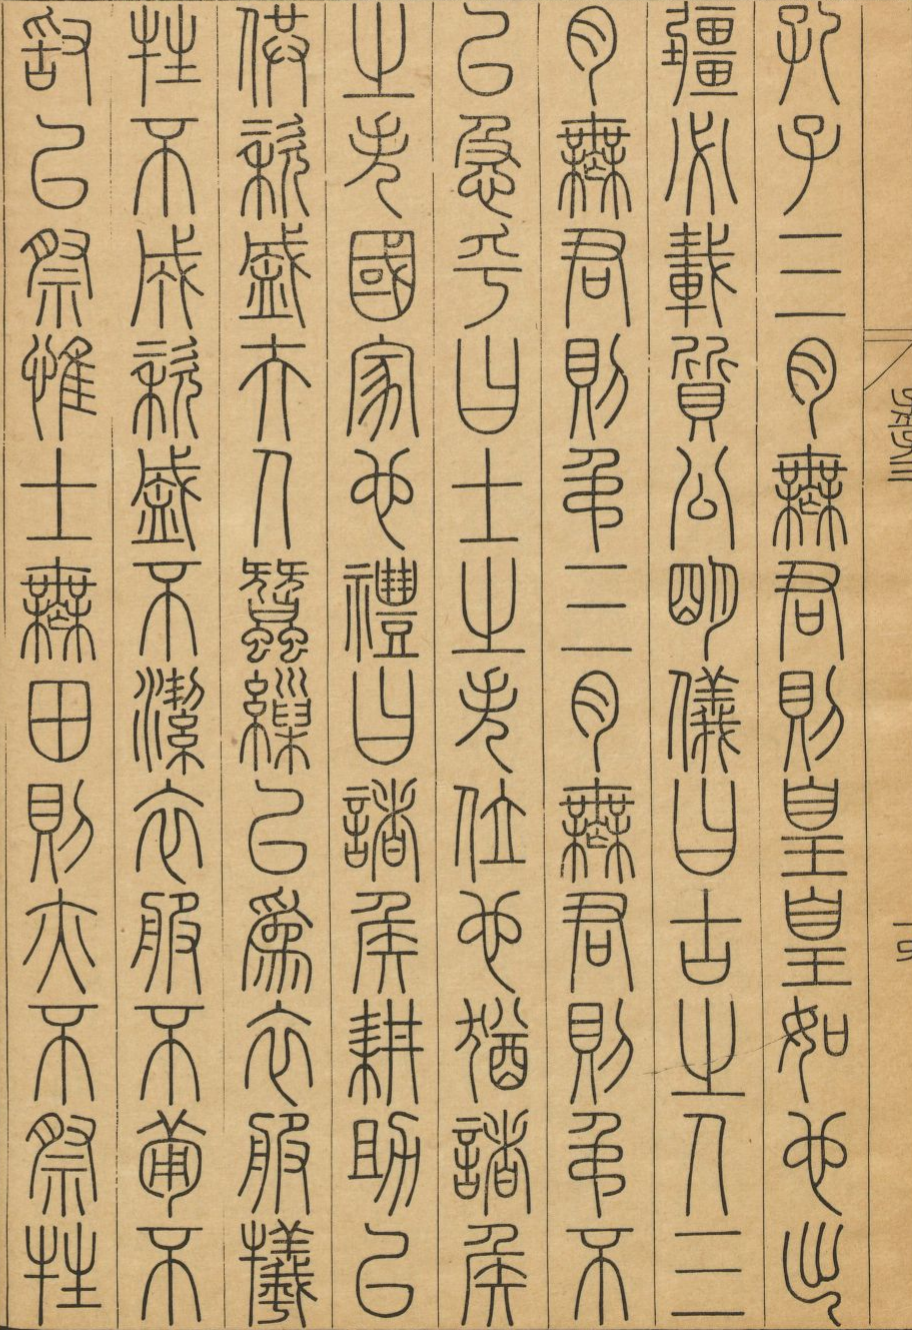 孔子三月無君則皇皇如也出
疆必載質公明儀曰古之人三
月無君則弔三月無君則弔不
以急乎曰士之失位也猶諸侯
之失國家也禮曰諸侯耕助以
供粢盛夫人蠶繅以為衣服犧
牲不成粢盛不潔衣服不備不
敢以祭惟士無田則亦不祭牲